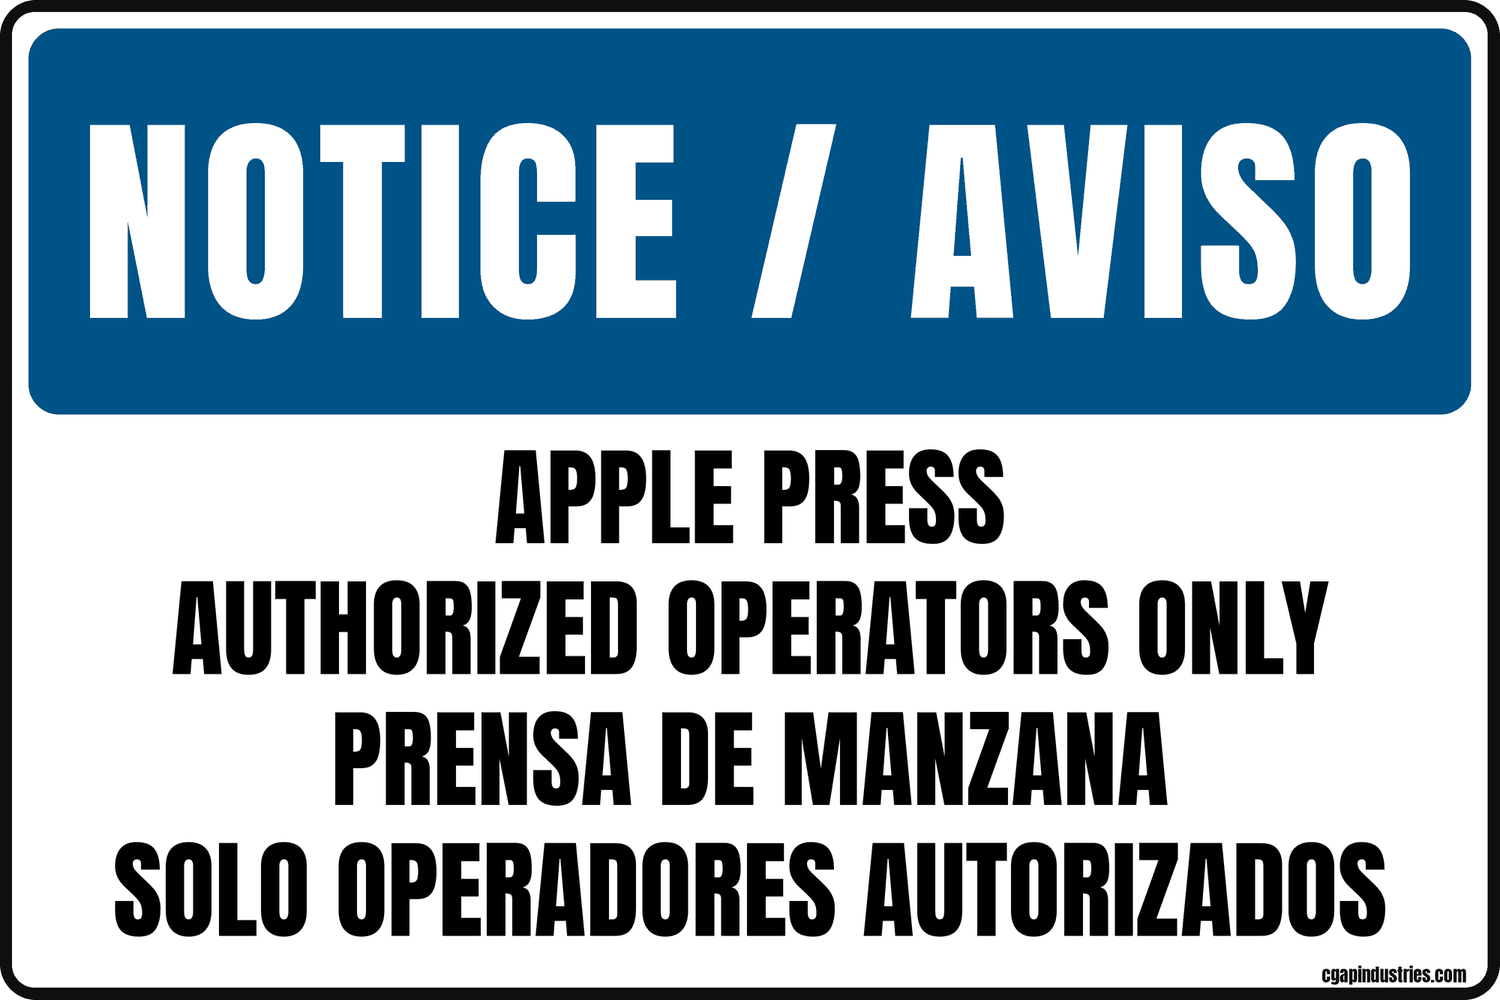 NOTICE / AVISO
APPLE PRESS
AUTHORIZED OPERATORS ONLY
PRENSA DE MANZANA
SOLO OPERADORES AUTORIZADOS
cgapindustries.com